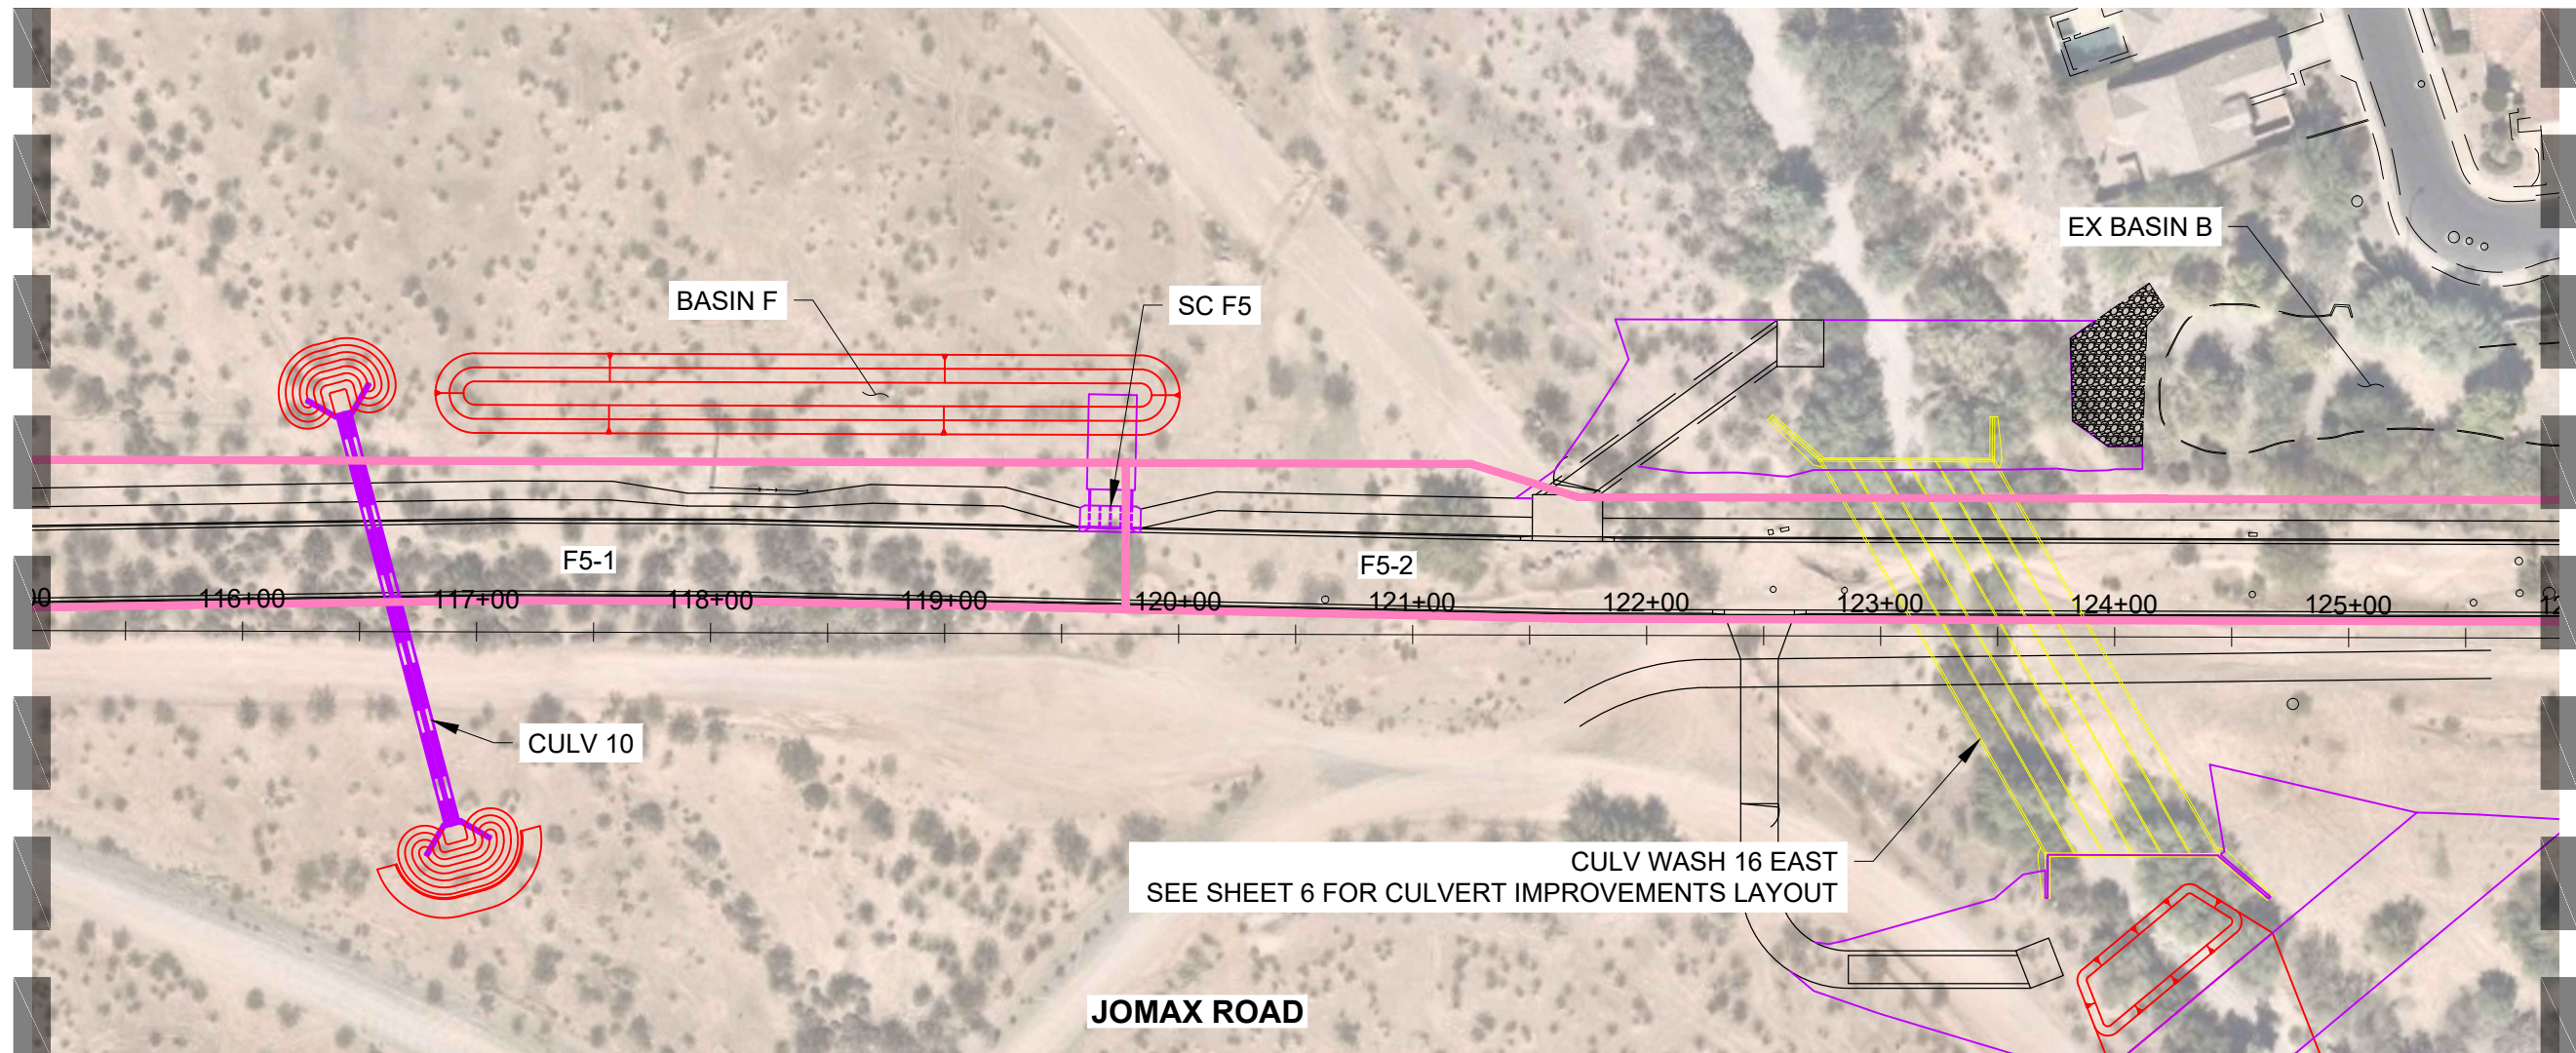 EX BASIN B
BASIN F
SC F5
F5-1
F5-2
116+00
117+00
118+00
119+00
120+00
121+00
122+00
123+00
124+00
125+00
CULV 10
CULV WASH 16 EAST
SEE SHEET 6 FOR CULVERT IMPROVEMENTS LAYOUT
JOMAX ROAD